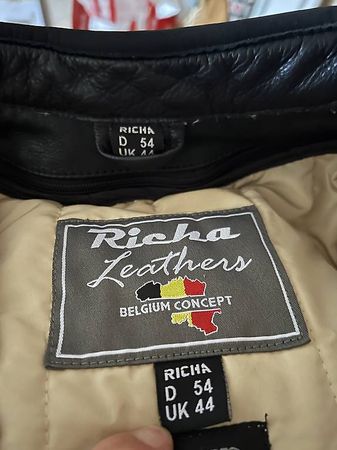 RICHA
D 54
UK 44
Richa
Leathers
BELGIUM CONCEPT
RICHA
D 54
UK 44